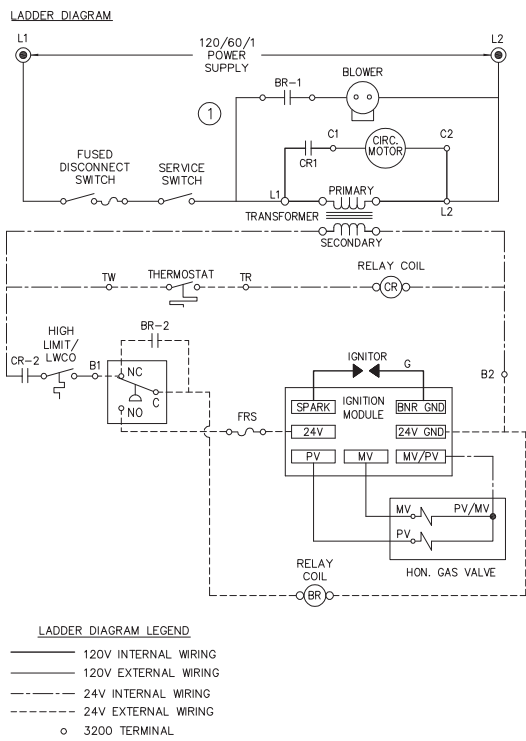 LADDER DIAGRAM
L1
L2
120/60/1
POWER
SUPPLY
BLOWER
BR-1
1
C1
CIRC.
MOTOR
C2
CR1
FUSED
DISCONNECT
SWITCH
SERVICE
SWITCH
L1
PRIMARY
L2
TRANSFORMER
SECONDARY
TW
THERMOSTAT
TR
RELAY COIL
CR
HIGH
LIMIT/
LWCO
BR-2
CR-2
B1
NC
C
NO
IGNITOR
G
B2
SPARK
IGNITION
MODULE
BNR GND
FRS
24V
24V GND
PV
MV
MV/PV
MV
PV/MV
PV
HON. GAS VALVE
RELAY
COIL
BR
LADDER DIAGRAM LEGEND
120V INTERNAL WIRING
120V EXTERNAL WIRING
24V INTERNAL WIRING
24V EXTERNAL WIRING
3200 TERMINAL